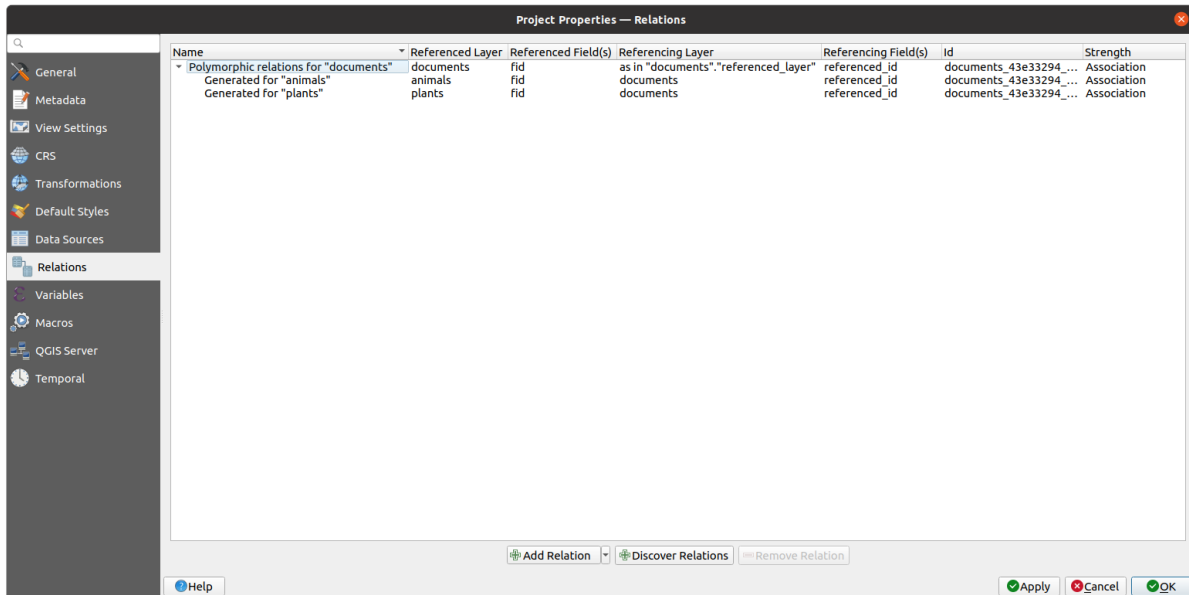 Project Properties — Relations
General
Metadata
View Settings
CRS
Transformations
Default Styles
Data Sources
Relations
Variables
Macros
QGIS Server
Temporal
Name Referenced Layer Referenced Field(s) Referencing Layer Referencing Field(s) Id Strength
Polymorphic relations for "documents" documents fid as in "documents"."referenced_layer" referenced_id documents_43e33294_... Association
Generated for "animals" animals fid documents referenced_id documents_43e33294_... Association
Generated for "plants" plants fid documents referenced_id documents_43e33294_... Association
Add Relation Discover Relations Remove Relation
Help Apply Cancel OK